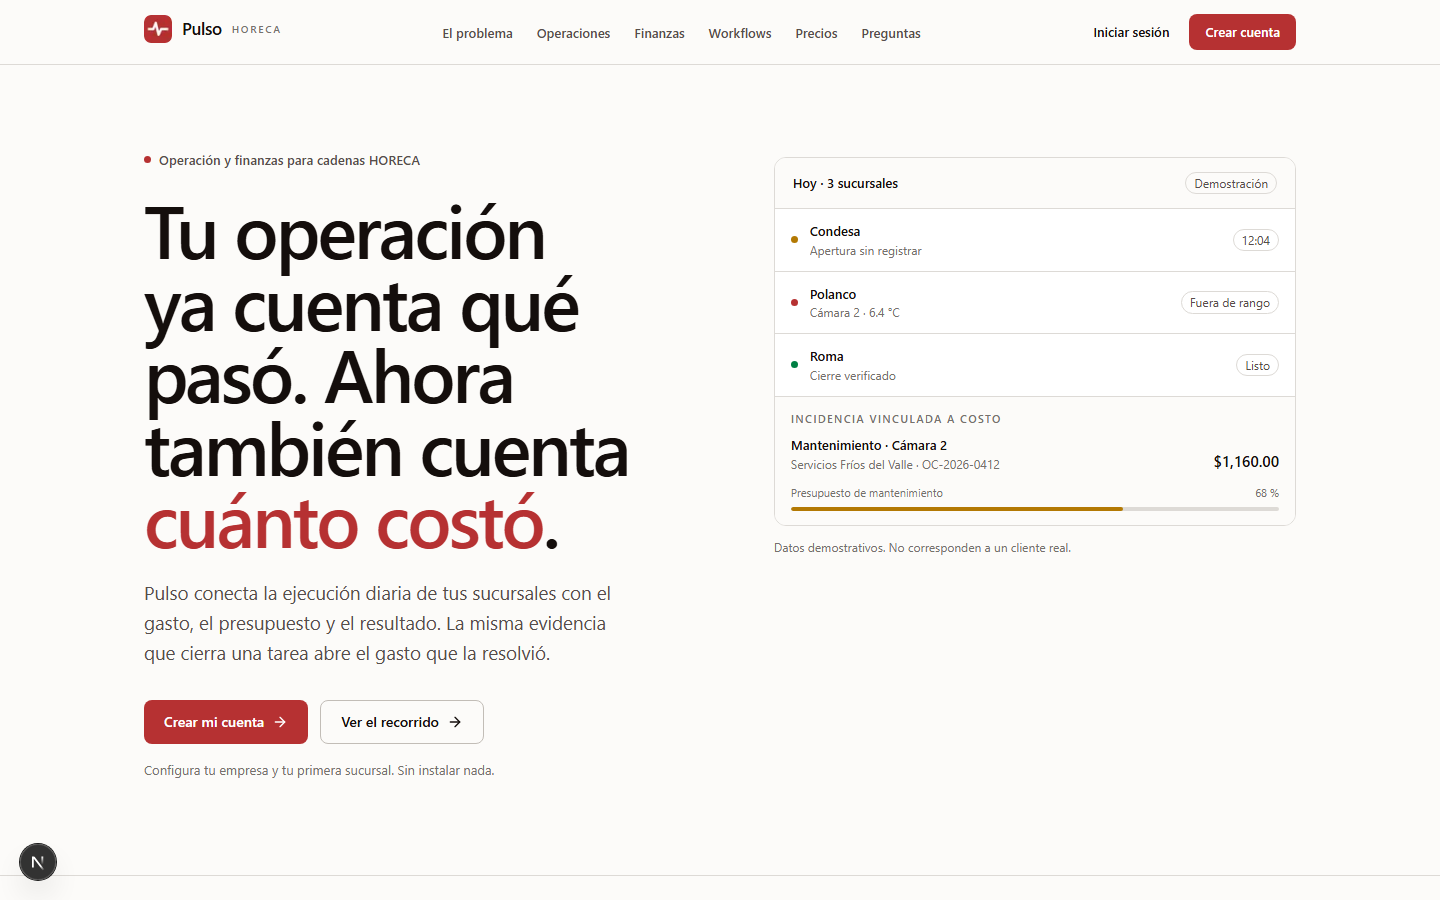 Pulso HORECA
El problema Operaciones Finanzas Workflows Precios Preguntas
Iniciar sesión
Crear cuenta
Operación y finanzas para cadenas HORECA
Tu operación
ya cuenta qué
pasó. Ahora
también cuenta
cuánto costó.
Pulso conecta la ejecución diaria de tus sucursales con el
gasto, el presupuesto y el resultado. La misma evidencia
que cierra una tarea abre el gasto que la resolvió.
Crear mi cuenta →
Ver el recorrido →
Configura tu empresa y tu primera sucursal. Sin instalar nada.
Hoy · 3 sucursales
Demostración
Condesa
Apertura sin registrar
12:04
Polanco
Cámara 2 · 6.4 °C
Fuera de rango
Roma
Cierre verificado
Listo
INCIDENCIA VINCULADA A COSTO
Mantenimiento · Cámara 2
Servicios Fríos del Valle · OC-2026-0412
$1,160.00
Presupuesto de mantenimiento
68 %
Datos demostrativos. No corresponden a un cliente real.
N